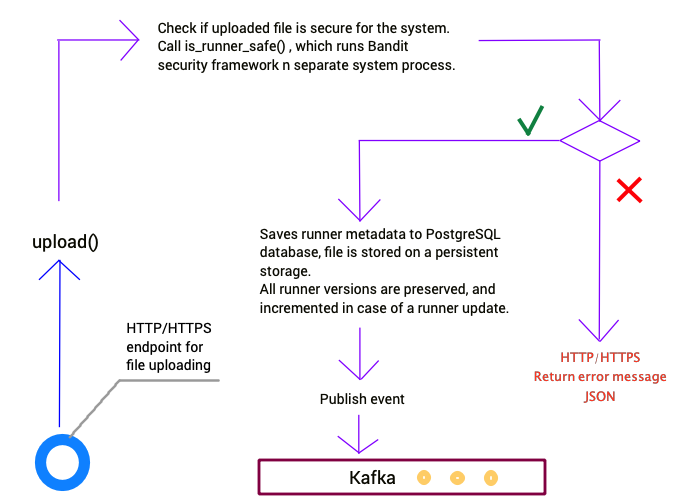 Check if uploaded file is secure for the system.
Call is_runner_safe() , which runs Bandit
security framework n separate system process.
upload()
HTTP/HTTPS
endpoint for
file uploading
Saves runner metadata to PostgreSQL
database, file is stored on a persistent
storage.
All runner versions are preserved, and
incremented in case of a runner update.
HTTP/HTTPS
Return error message
JSON
Publish event
Kafka